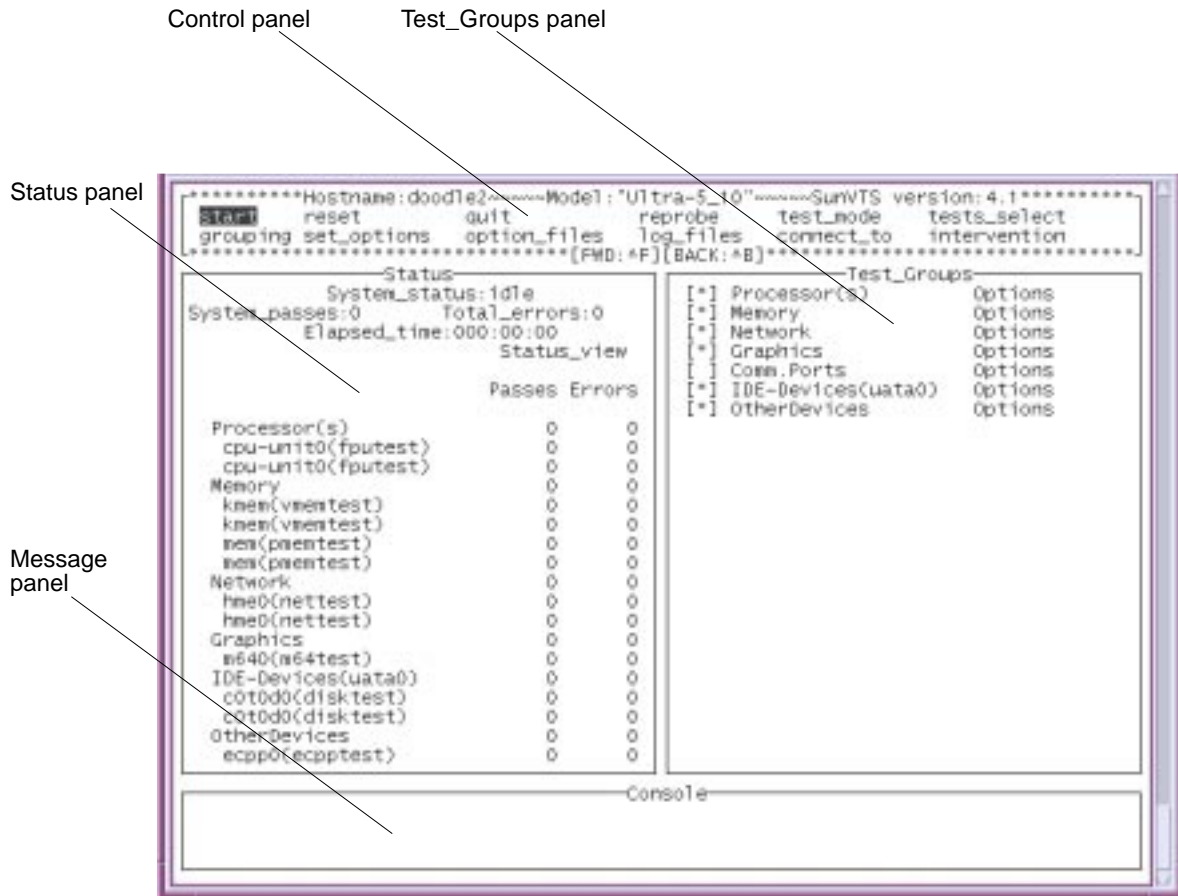 Control panel
Test_Groups panel
Status panel
**********Hostname:doodle2~~~~~Model:"Ultra-5_10"~~~~~SunVTS version:4.1**********
start reset quit reprobe test_mode tests_select
grouping set_options option_files log_files connect_to intervention
[FWD:^F][BACK:^B]
Status
System_status:idle
System_passes:0 Total_errors:0
Elapsed_time:000:00:00
Status_view
Passes Errors
Processor(s) 0 0
cpu-unit0(fputest) 0 0
cpu-unit0(fputest) 0 0
Memory 0 0
kmem(vmemtest) 0 0
kmem(vmemtest) 0 0
mem(pmemtest) 0 0
mem(pmemtest) 0 0
Network 0 0
hme0(nettest) 0 0
hme0(nettest) 0 0
Graphics 0 0
m640(m64test) 0 0
IDE-Devices(uata0) 0 0
c0t0d0(disktest) 0 0
c0t0d0(disktest) 0 0
OtherDevices 0 0
ecpp0(ecpptest) 0 0
Test_Groups
[*] Processor(s) Options
[*] Memory Options
[*] Network Options
[*] Graphics Options
[ ] Comm.Ports Options
[*] IDE-Devices(uata0) Options
[*] OtherDevices Options
Message
panel
Console